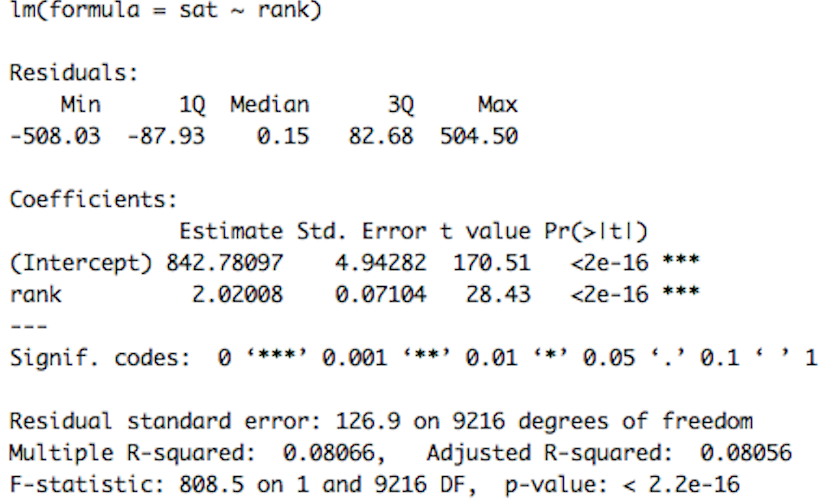 lm(formula = sat ~ rank)
Residuals:
Min 1Q Median 3Q Max
-508.03 -87.93 0.15 82.68 504.50
Coefficients:
Estimate Std. Error t value Pr(>|t|)
(Intercept) 842.78097 4.94282 170.51 <2e-16 ***
rank 2.02008 0.07104 28.43 <2e-16 ***
---
Signif. codes: 0 ‘***’ 0.001 ‘**’ 0.01 ‘*’ 0.05 ‘.’ 0.1 ‘ ’ 1
Residual standard error: 126.9 on 9216 degrees of freedom
Multiple R-squared: 0.08066, Adjusted R-squared: 0.08056
F-statistic: 808.5 on 1 and 9216 DF, p-value: < 2.2e-16